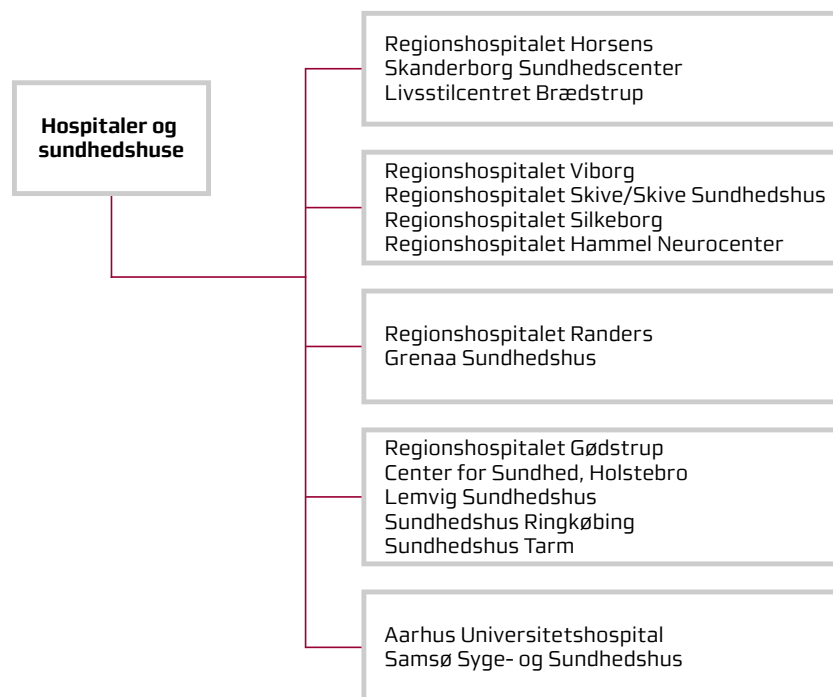 Hospitaler og
sundhedshuse
Regionshospitalet Horsens
Skanderborg Sundhedscenter
Livsstilcentret Brædstrup
Regionshospitalet Viborg
Regionshospitalet Skive/Skive Sundhedshus
Regionshospitalet Silkeborg
Regionshospitalet Hammel Neurocenter
Regionshospitalet Randers
Grenaa Sundhedshus
Regionshospitalet Gødstrup
Center for Sundhed, Holstebro
Lemvig Sundhedshus
Sundhedshus Ringkøbing
Sundhedshus Tarm
Aarhus Universitetshospital
Samsø Syge- og Sundhedshus